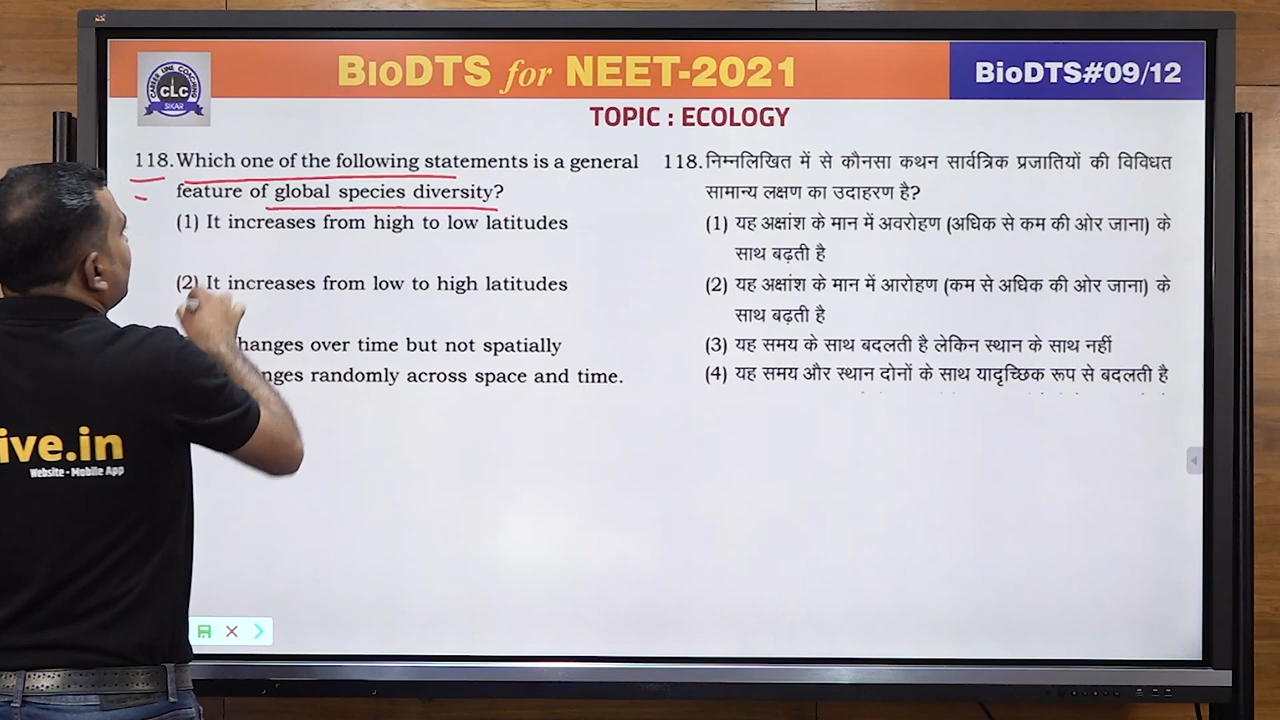 BIODTS for NEET-2021
BioDTS#09/12
CAREER LINE COACHING
CLC
SIKAR
TOPIC : ECOLOGY
118. Which one of the following statements is a general
feature of global species diversity?
(1) It increases from high to low latitudes
(2) It increases from low to high latitudes
hanges over time but not spatially
nges randomly across space and time.
118. निम्नलिखित में से कौनसा कथन सार्वत्रिक प्रजातियों की विविधत
सामान्य लक्षण का उदाहरण है?
(1) यह अक्षांश के मान में अवरोहण (अधिक से कम की ओर जाना) के
साथ बढ़ती है
(2) यह अक्षांश के मान में आरोहण (कम से अधिक की ओर जाना) के
साथ बढ़ती है
(3) यह समय के साथ बदलती है लेकिन स्थान के साथ नहीं
(4) यह समय और स्थान दोनों के साथ यादृच्छिक रूप से बदलती है
ive.in
Website - Mobile App